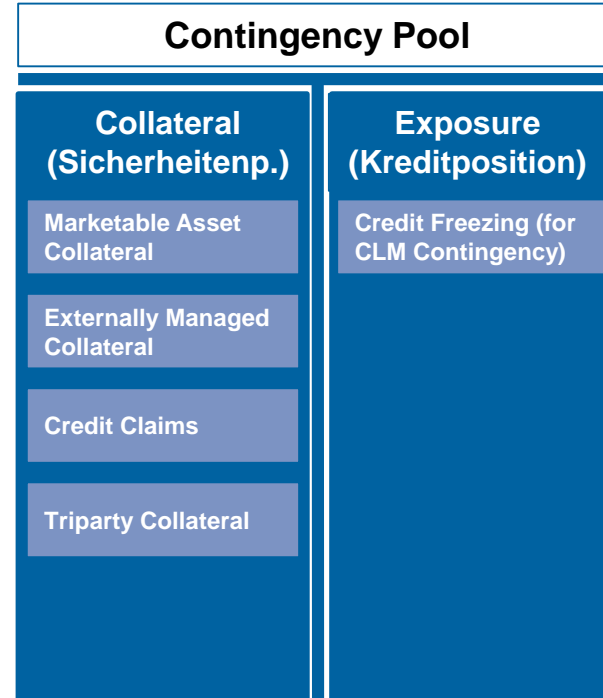 Contingency Pool
Collateral
(Sicherheitenp.)
Marketable Asset
Collateral
Externally Managed
Collateral
Credit Claims
Triparty Collateral
Exposure
(Kreditposition)
Credit Freezing (for
CLM Contingency)